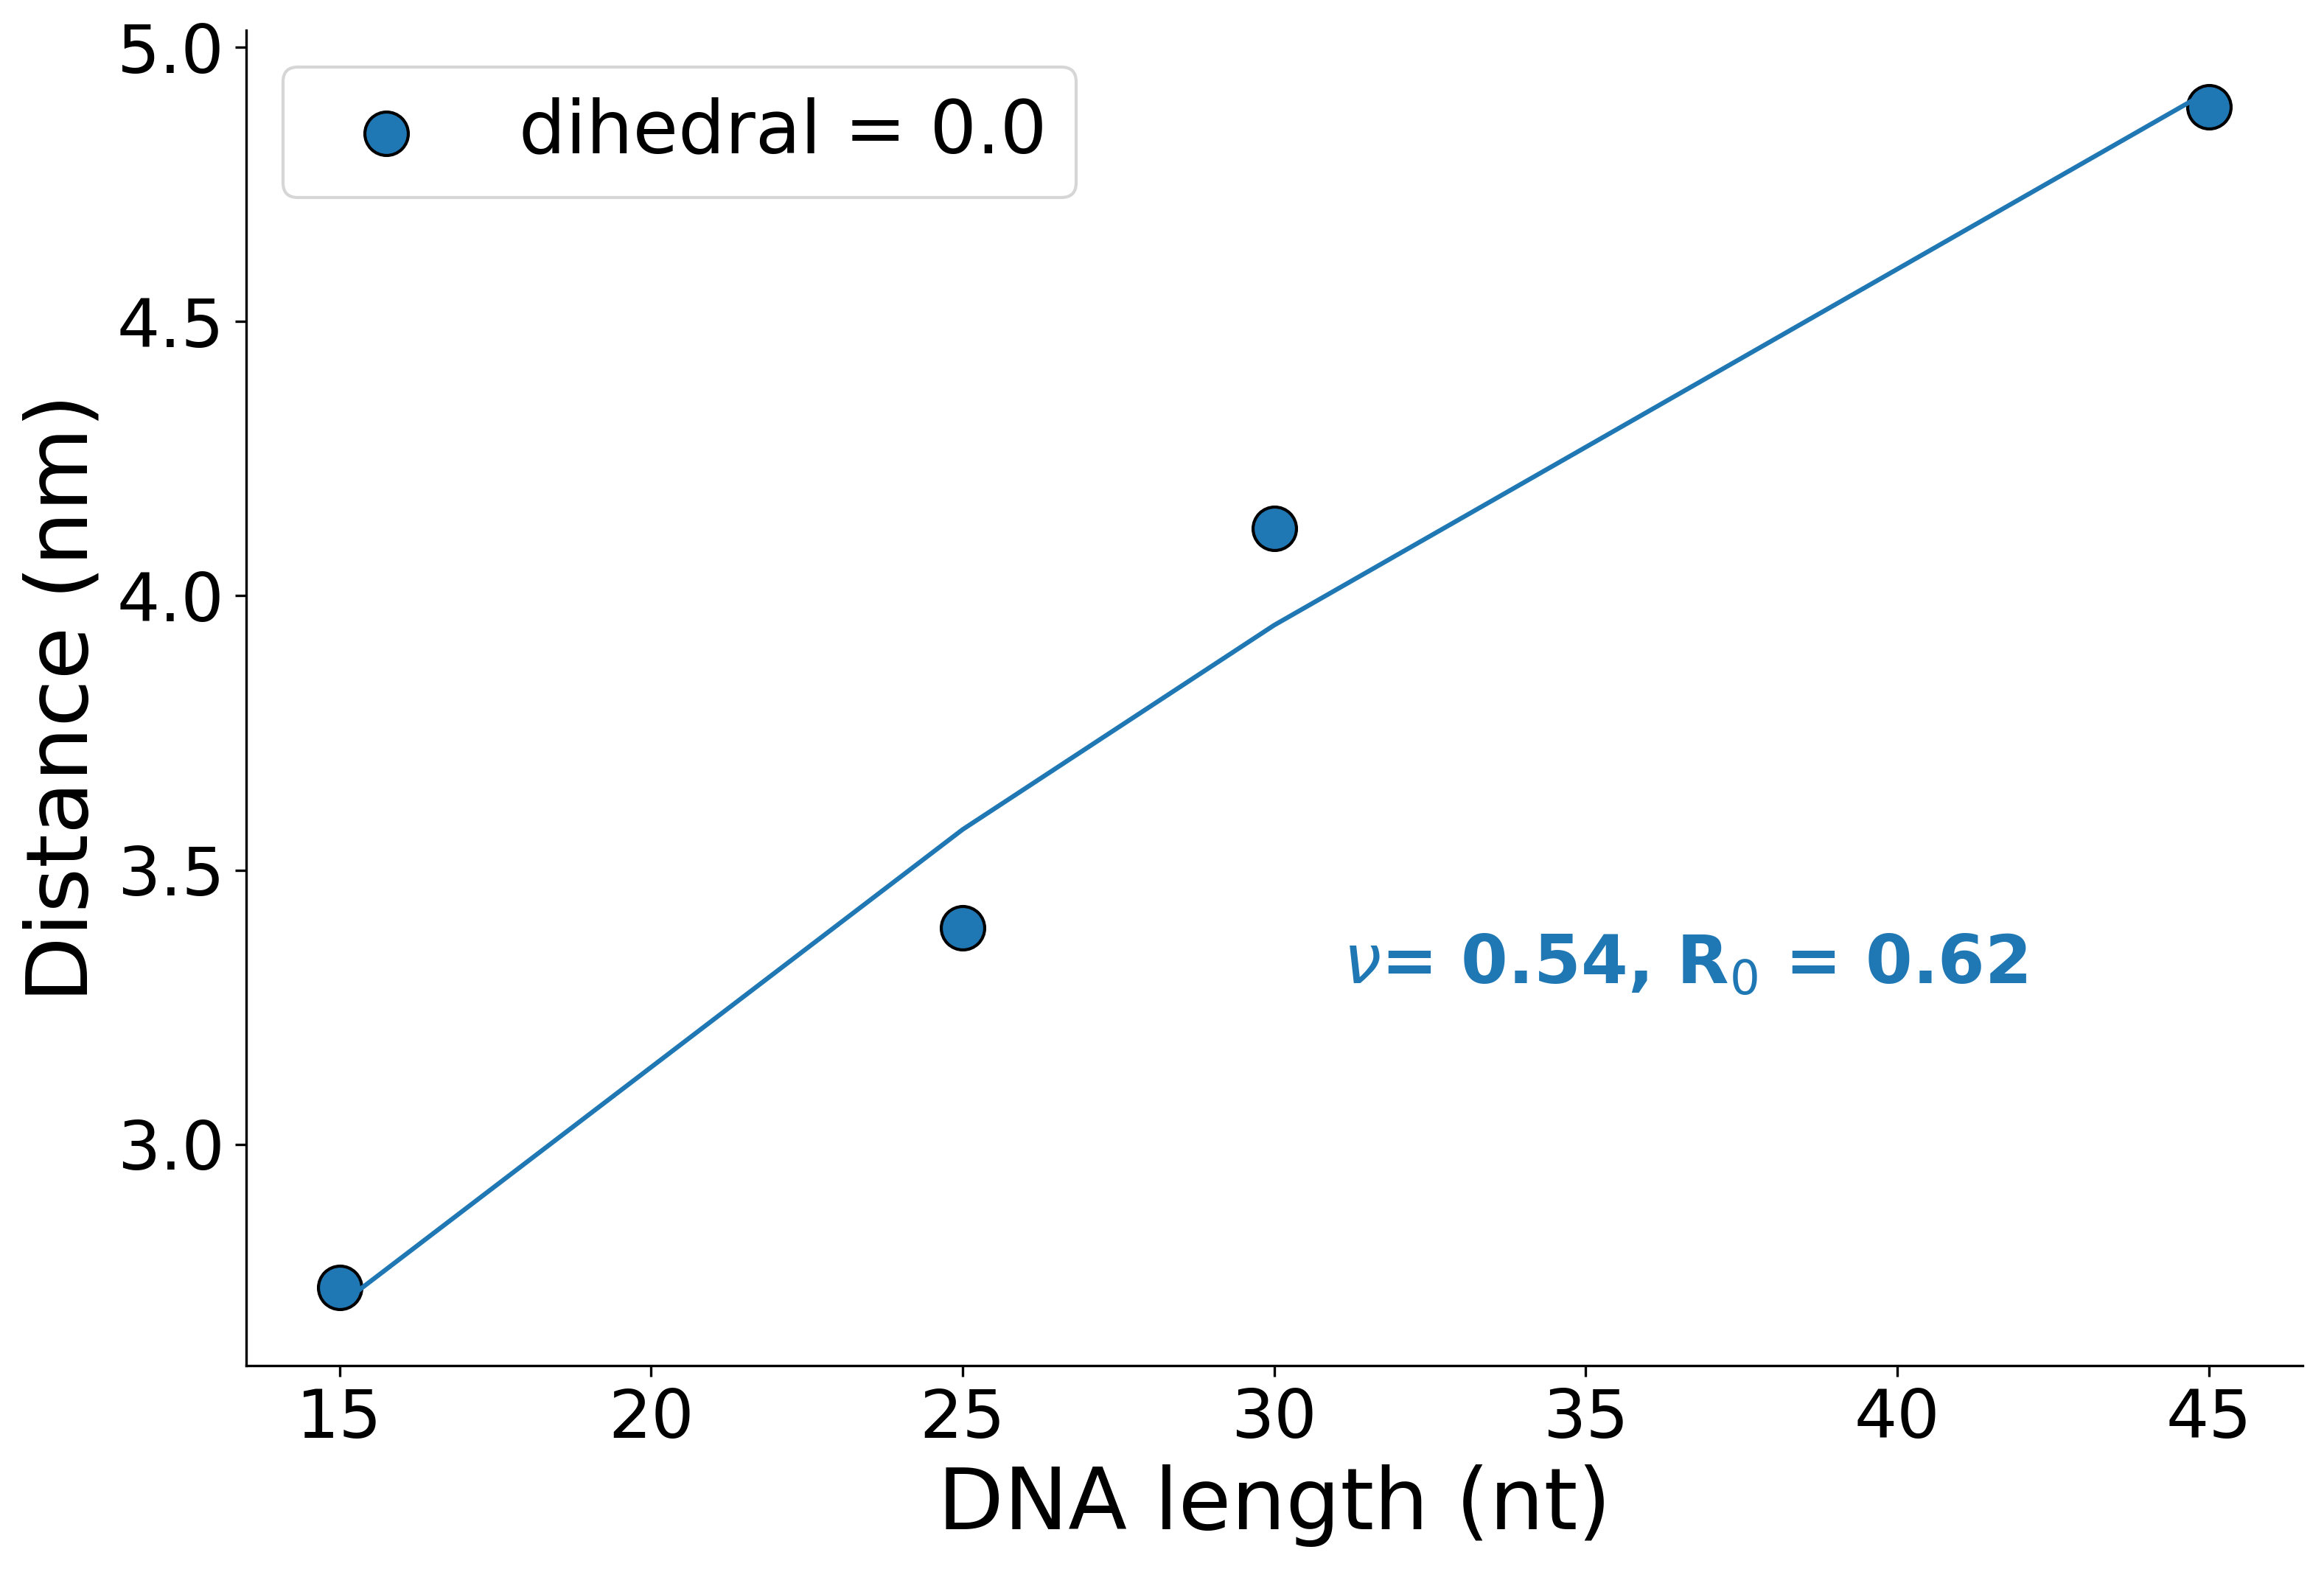 5.0
dihedral = 0.0
4.5
4.0
3.5
3.0
Distance (nm)
ν= 0.54, R₀ = 0.62
15 20 25 30 35 40 45
DNA length (nt)